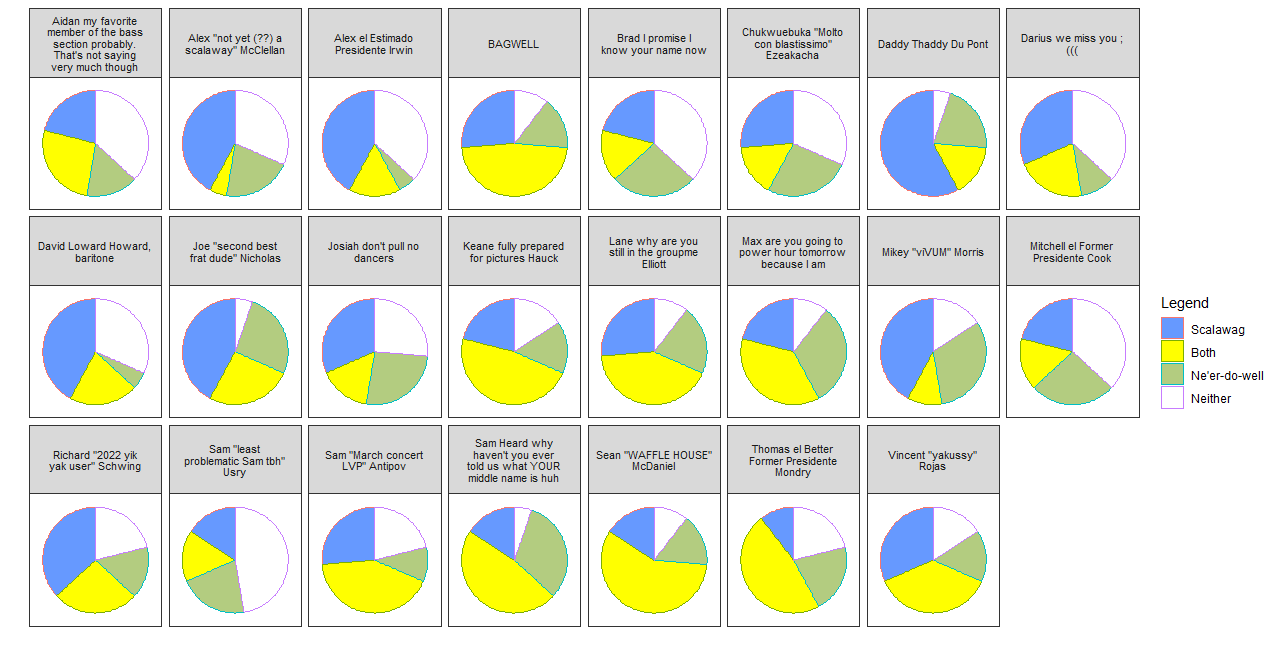 Aidan my favorite
member of the bass
section probably.
That's not saying
very much though
Alex "not yet (??) a
scalaway" McClellan
Alex el Estimado
Presidente Irwin
BAGWELL
Brad I promise I
know your name now
Chukwuebuka "Molto
con blastissimo"
Ezeakacha
Daddy Thaddy Du Pont
Darius we miss you ;
(((
David Loward Howard,
baritone
Joe "second best
frat dude" Nicholas
Josiah don't pull no
dancers
Keane fully prepared
for pictures Hauck
Lane why are you
still in the groupme
Elliott
Max are you going to
power hour tomorrow
because I am
Mikey "viVUM" Morris
Mitchell el Former
Presidente Cook
Richard "2022 yik
yak user" Schwing
Sam "least
problematic Sam tbh"
Usry
Sam "March concert
LVP" Antipov
Sam Heard why
haven't you ever
told us what YOUR
middle name is huh
Sean "WAFFLE HOUSE"
McDaniel
Thomas el Better
Former Presidente
Mondry
Vincent "yakussy"
Rojas
Legend
Scalawag
Both
Ne'er-do-well
Neither